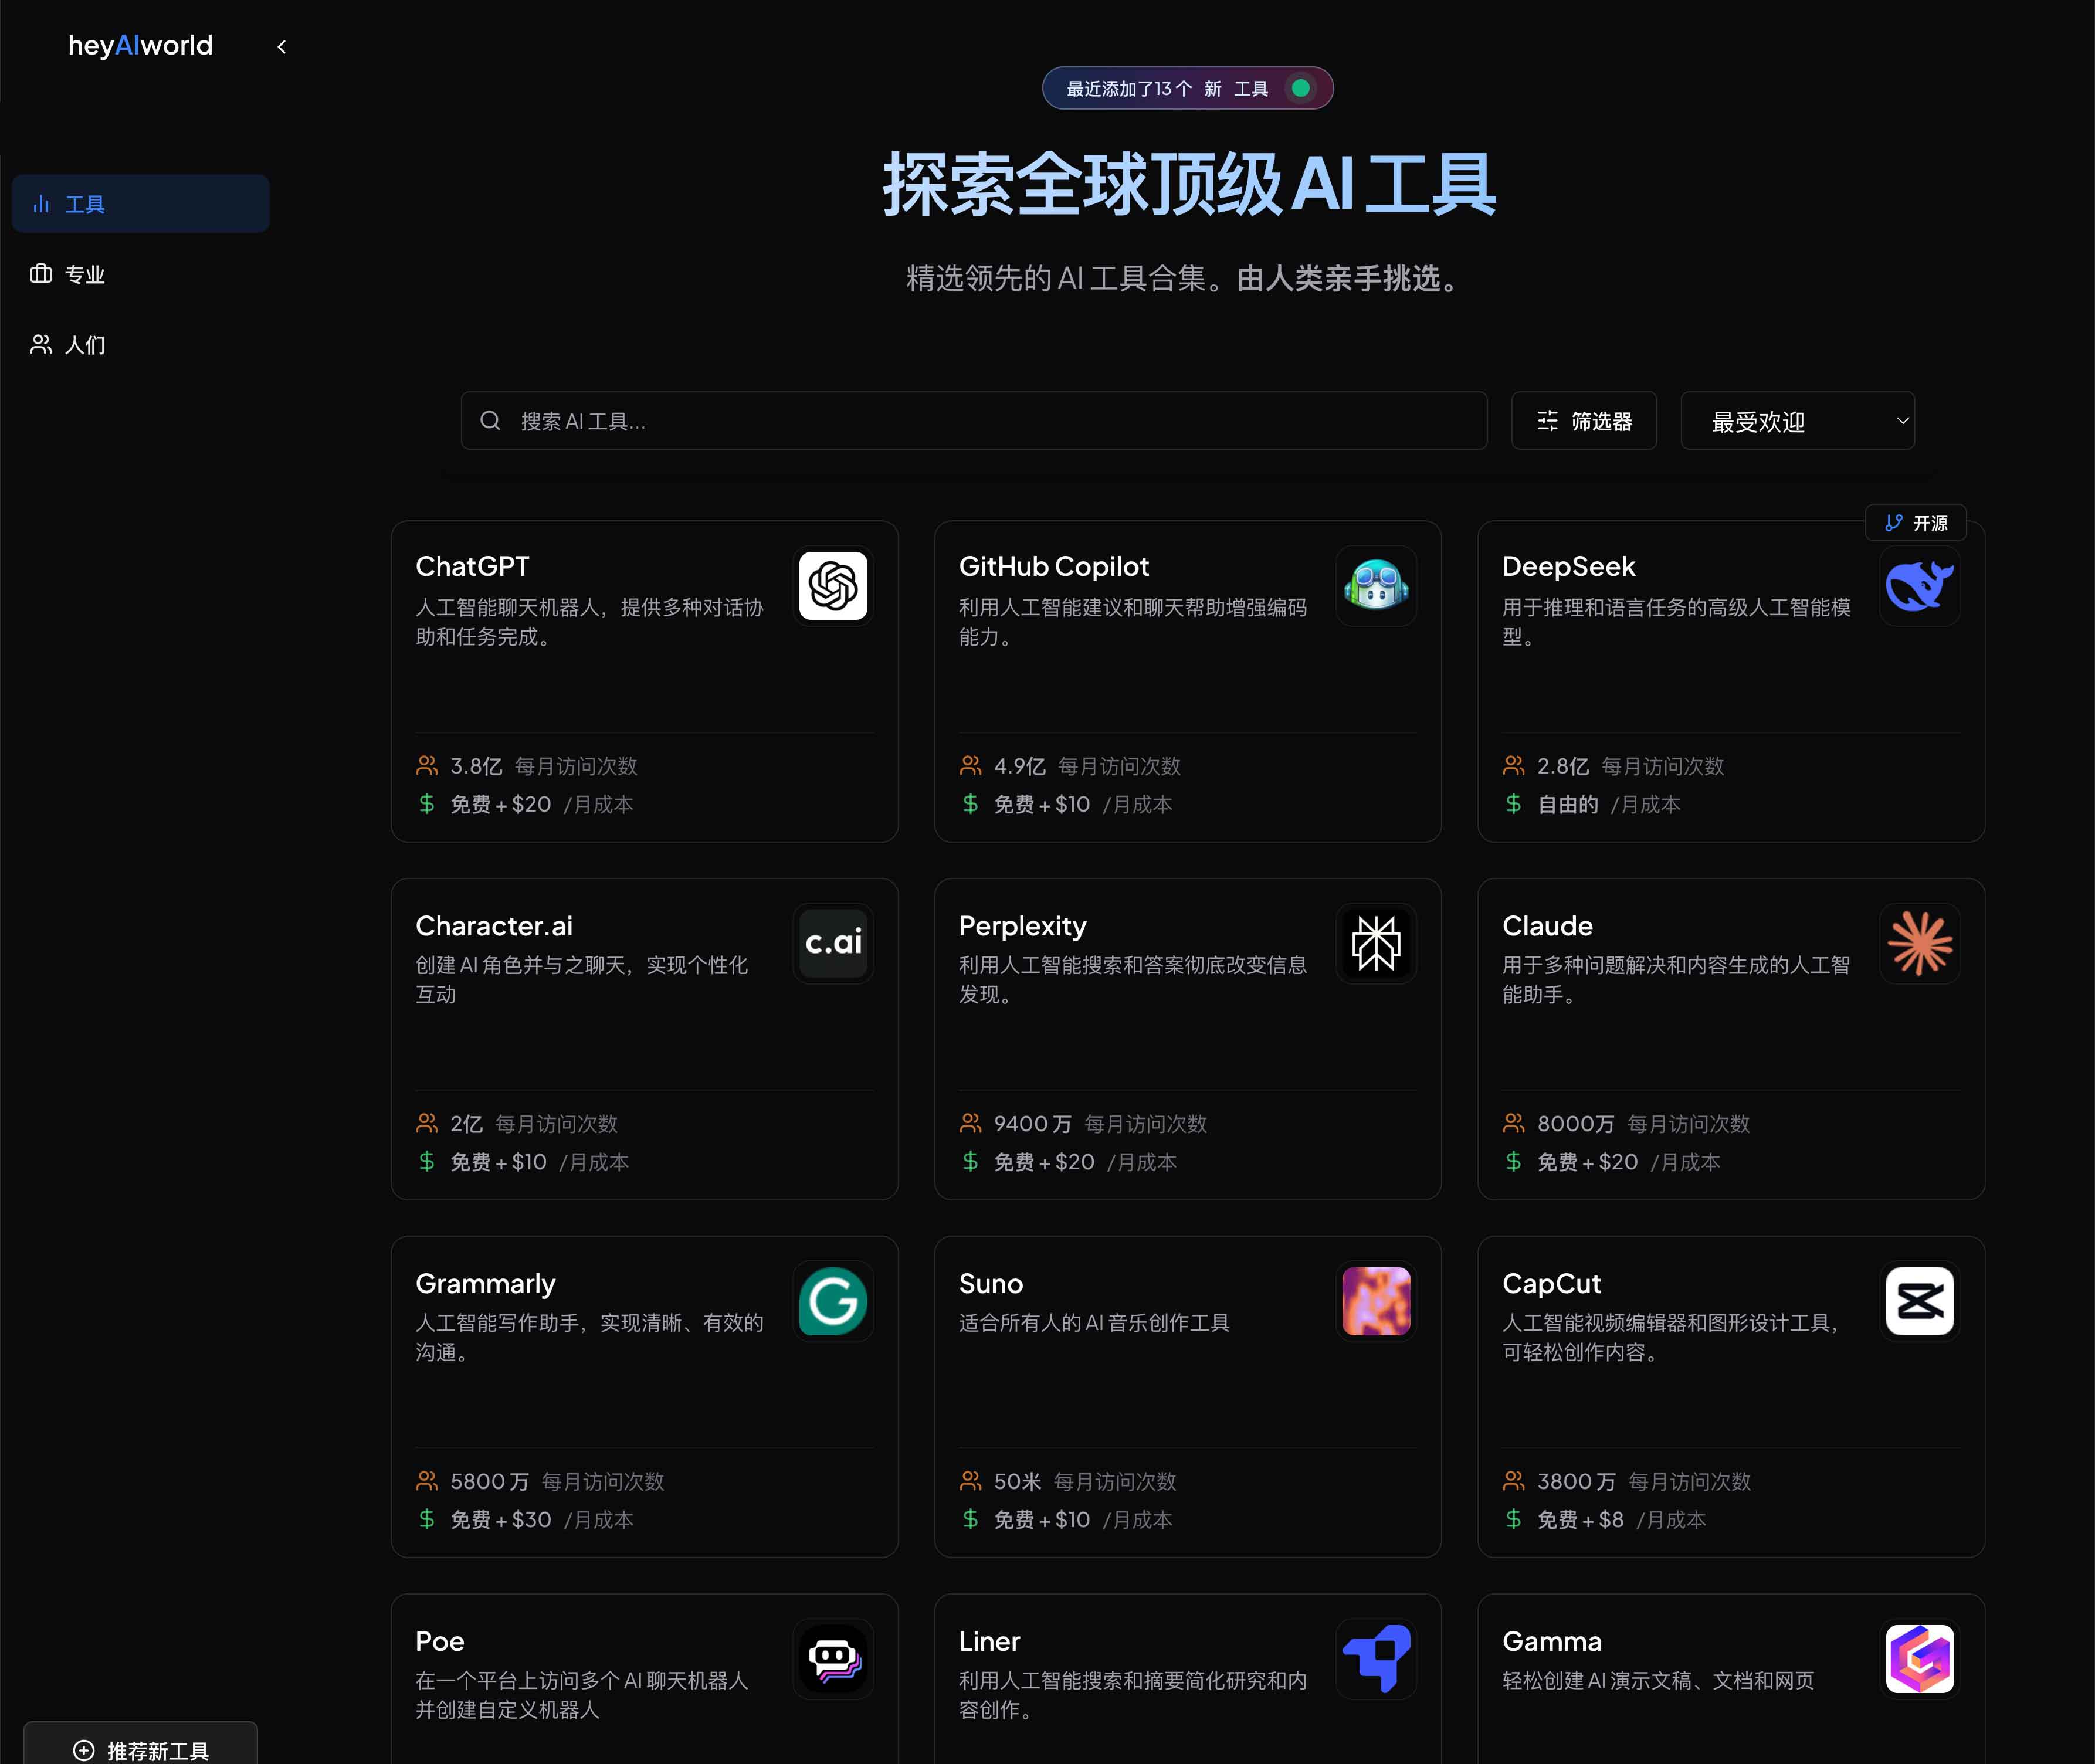 heyAIworld
工具
专业
人们
最近添加了13 个 新 工具
探索全球顶级 AI 工具
精选领先的 AI 工具合集。由人类亲手挑选。
搜索 AI 工具...
筛选器
最受欢迎
ChatGPT
人工智能聊天机器人，提供多种对话协
助和任务完成。
3.8亿 每月访问次数
免费 + $20 /月成本
GitHub Copilot
利用人工智能建议和聊天帮助增强编码
能力。
4.9亿 每月访问次数
免费 + $10 /月成本
开源
DeepSeek
用于推理和语言任务的高级人工智能模
型。
2.8亿 每月访问次数
自由的 /月成本
Character.ai
c.ai
创建 AI 角色并与之聊天，实现个性化
互动
2亿 每月访问次数
免费 + $10 /月成本
Perplexity
利用人工智能搜索和答案彻底改变信息
发现。
9400 万 每月访问次数
免费 + $20 /月成本
Claude
用于多种问题解决和内容生成的人工智
能助手。
8000万 每月访问次数
免费 + $20 /月成本
Grammarly
人工智能写作助手，实现清晰、有效的
沟通。
5800 万 每月访问次数
免费 + $30 /月成本
Suno
适合所有人的 AI 音乐创作工具
50米 每月访问次数
免费 + $10 /月成本
CapCut
人工智能视频编辑器和图形设计工具，
可轻松创作内容。
3800 万 每月访问次数
免费 + $8 /月成本
Poe
在一个平台上访问多个 AI 聊天机器人
并创建自定义机器人
Liner
利用人工智能搜索和摘要简化研究和内
容创作。
Gamma
轻松创建 AI 演示文稿、文档和网页
推荐新工具